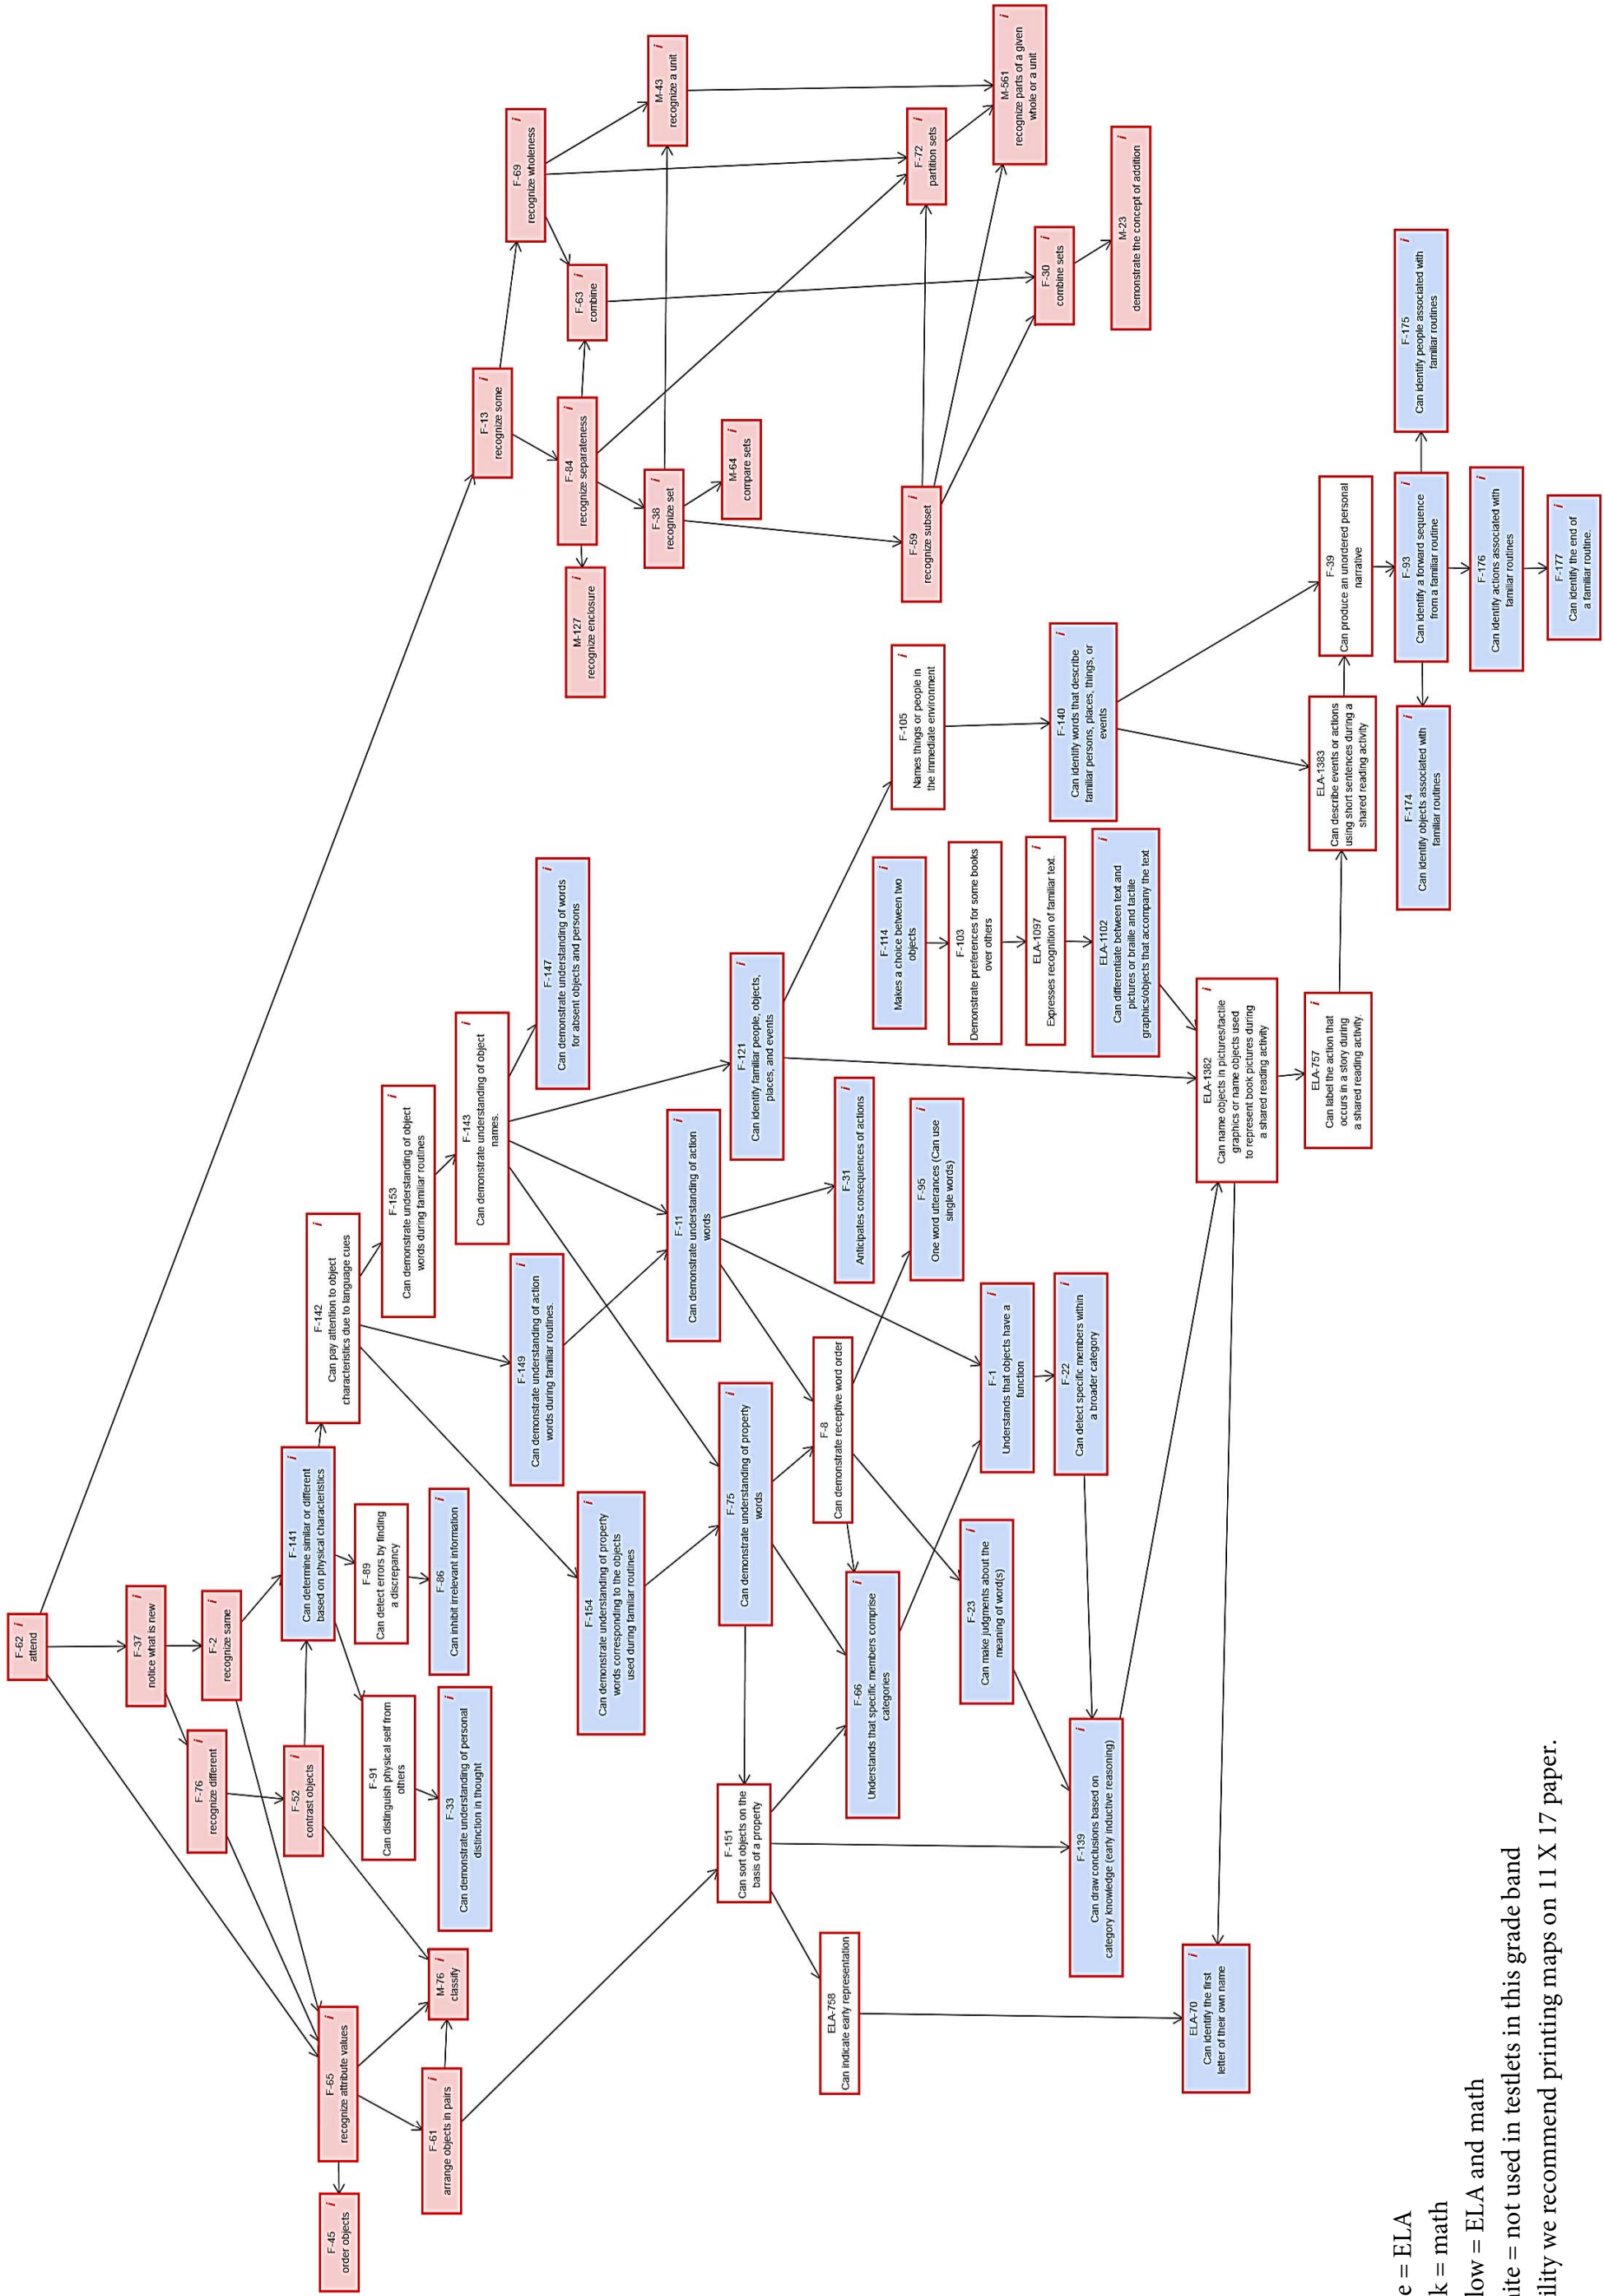 F-62
attend
F-37
notice what is new
F-76
recognize different
F-2
recognize same
F-52
contrast objects
F-141
Can determine similar or different
based on physical characteristics
F-142
Can pay attention to object
characteristics due to language cues
F-65
recognize attribute values
F-45
order objects
F-89
Can detect errors by finding
a discrepancy
F-91
Can distinguish physical self from
others
F-153
Can demonstrate understanding of object
words during familiar routines
F-61
arrange objects in pairs
M-76
classify
F-33
Can demonstrate understanding of personal
distinction in thought
F-86
Can inhibit irrelevant information
F-143
Can demonstrate understanding of object
names.
F-13
recognize some
F-69
recognize wholeness
F-149
Can demonstrate understanding of action
words during familiar routines.
F-147
Can demonstrate understanding of words
for absent objects and persons
F-84
recognize separateness
M-127
recognize enclosure
F-63
combine
F-154
Can demonstrate understanding of property
words corresponding to the objects
used during familiar routines
F-38
recognize set
M-43
recognize a unit
F-11
Can demonstrate understanding of action
words
F-151
Can sort objects on the
basis of a property
F-75
Can demonstrate understanding of property
words
F-121
Can identify familiar people, objects,
places, and events
M-64
compare sets
ELA-758
Can indicate early representation
F-8
Can demonstrate receptive word order
F-31
Anticipates consequences of actions
F-66
Understands that specific members comprise
categories
F-114
Makes a choice between two
objects
F-105
Names things or people in
the immediate environment
F-59
recognize subset
F-72
partition sets
F-95
One word utterances (Can use
single words)
F-103
Demonstrate preferences for some books
over others
F-23
Can make judgments about the
meaning of word(s)
F-1
Understands that objects have a
function
M-561
recognize parts of a given
whole or a unit
ELA-1097
Expresses recognition of familiar text.
F-30
combine sets
F-140
Can identify words that describe
familiar persons, places, things, or
events
F-22
Can detect specific members within
a broader category
F-139
Can draw conclusions based on
category knowledge (early inductive reasoning)
ELA-1102
Can differentiate between text and
pictures or braille and tactile
graphics/objects that accompany the text
M-23
demonstrate the concept of addition
ELA-70
Can identify the first
letter of their own name
ELA-1382
Can name objects in pictures/tactile
graphics or name objects used
to represent book pictures during
a shared reading activity
ELA-757
Can label the action that
occurs in a story during
a shared reading activity.
ELA-1383
Can describe events or actions
using short sentences during a
shared reading activity
F-39
Can produce an unordered personal
narrative
F-174
Can identify objects associated with
familiar routines
F-93
Can identify a forward sequence
from a familiar routine
F-175
Can identify people associated with
familiar routines
F-176
Can identify actions associated with
familiar routines
F-177
Can identify the end of
a familiar routine.
e = ELA
k = math
low = ELA and math
ite = not used in testlets in this grade band
ility we recommend printing maps on 11 X 17 paper.